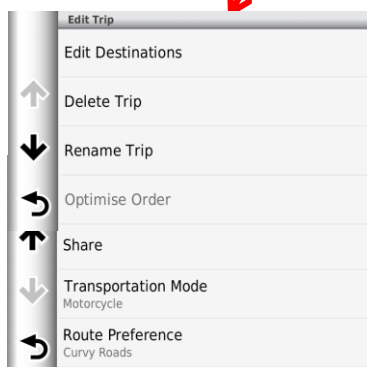 Edit Trip
Edit Destinations
Delete Trip
Rename Trip
Optimise Order
Share
Transportation Mode
Motorcycle
Route Preference
Curvy Roads